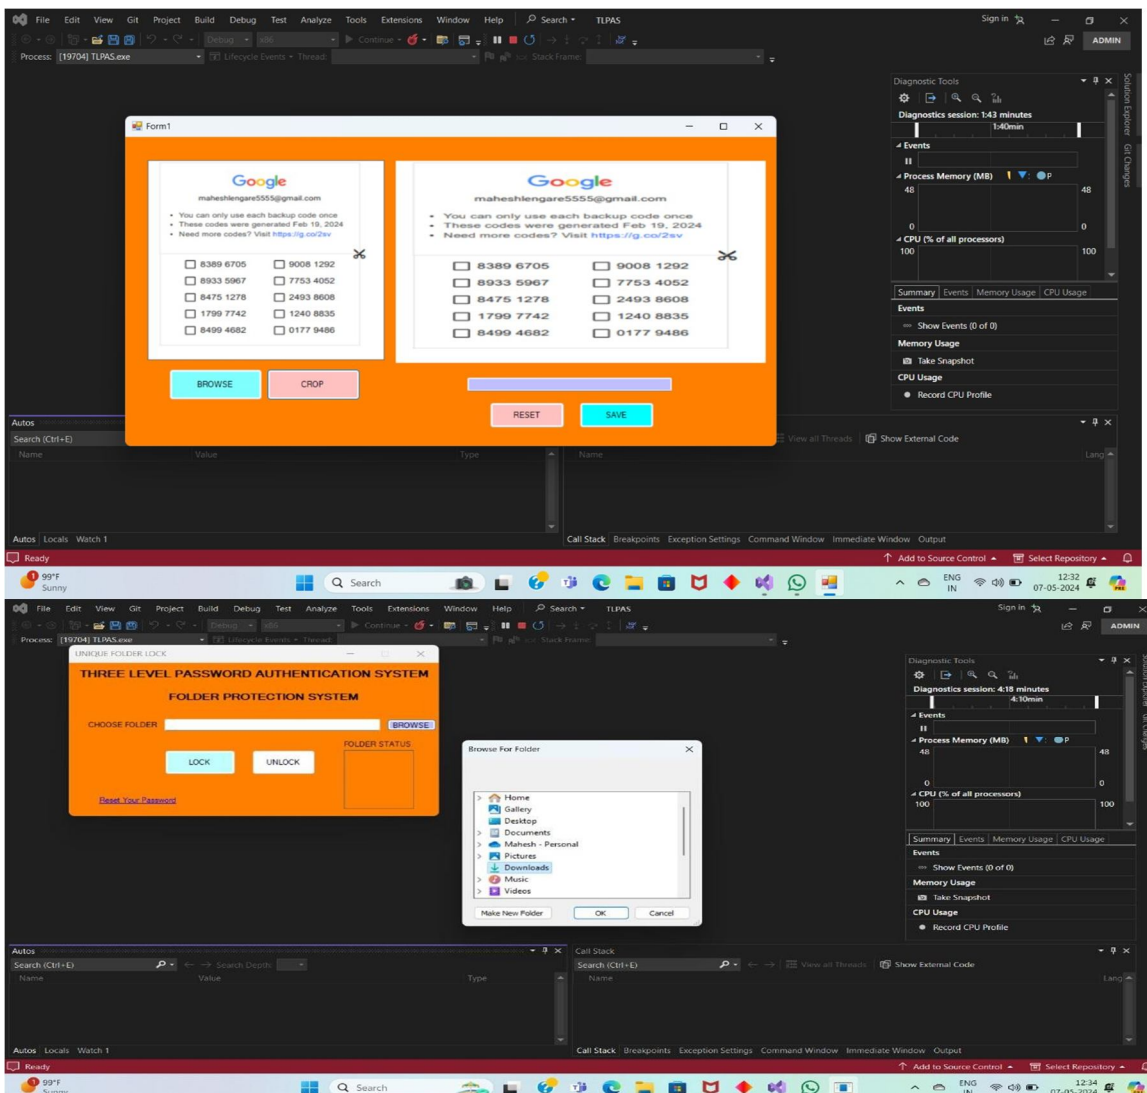 File Edit View Git Project Build Debug Test Analyze Tools Extensions Window Help Search TLPAS Sign in
Debug x86 Continue ADMIN
Process: [19704] TLPAS.exe Lifecycle Events Thread: Stack Frame:
Form1
Google
maheshlengare5555@gmail.com
• You can only use each backup code once
• These codes were generated Feb 19, 2024
• Need more codes? Visit https://g.co/2sv
8389 6705 9008 1292
8933 5967 7753 4052
8475 1278 2493 8608
1799 7742 1240 8835
8499 4682 0177 9486
Google
maheshlengare5555@gmail.com
• You can only use each backup code once
• These codes were generated Feb 19, 2024
• Need more codes? Visit https://g.co/2sv
8389 6705 9008 1292
8933 5967 7753 4052
8475 1278 2493 8608
1799 7742 1240 8835
8499 4682 0177 9486
BROWSE CROP
RESET SAVE
Diagnostic Tools
Diagnostics session: 1:43 minutes
1:40min
Events
Process Memory (MB) P
48 48
0 0
CPU (% of all processors)
100 100
Summary Events Memory Usage CPU Usage
Events
Show Events (0 of 0)
Memory Usage
Take Snapshot
CPU Usage
Record CPU Profile
Solution Explorer
Git Changes
Autos
Search (Ctrl+E) View all Threads Show External Code
Name Value Type Name Lang
Autos Locals Watch 1 Call Stack Breakpoints Exception Settings Command Window Immediate Window Output
Ready Add to Source Control Select Repository
1 99°F
Sunny
Search
ENG
IN
12:32
07-05-2024
File Edit View Git Project Build Debug Test Analyze Tools Extensions Window Help Search TLPAS Sign in
Debug x86 Continue ADMIN
Process: [19704] TLPAS.exe Lifecycle Events Thread: Stack Frame:
UNIQUE FOLDER LOCK
THREE LEVEL PASSWORD AUTHENTICATION SYSTEM
FOLDER PROTECTION SYSTEM
CHOOSE FOLDER BROWSE
FOLDER STATUS
LOCK UNLOCK
Reset Your Password
Browse For Folder
Home
Gallery
Desktop
Documents
Mahesh - Personal
Pictures
Downloads
Music
Videos
Make New Folder OK Cancel
Diagnostic Tools
Diagnostics session: 4:18 minutes
4:10min
Events
Process Memory (MB) P
48 48
0 0
CPU (% of all processors)
100 100
Summary Events Memory Usage CPU Usage
Events
Show Events (0 of 0)
Memory Usage
Take Snapshot
CPU Usage
Record CPU Profile
Autos Call Stack
Search (Ctrl+E) Search Depth: Search (Ctrl+E) View all Threads Show External Code
Name Value Type Name Lang
Autos Locals Watch 1 Call Stack Breakpoints Exception Settings Command Window Immediate Window Output
Ready Add to Source Control Select Repository
1 99°F
Sunny
Search
ENG
IN
12:34
07-05-2024